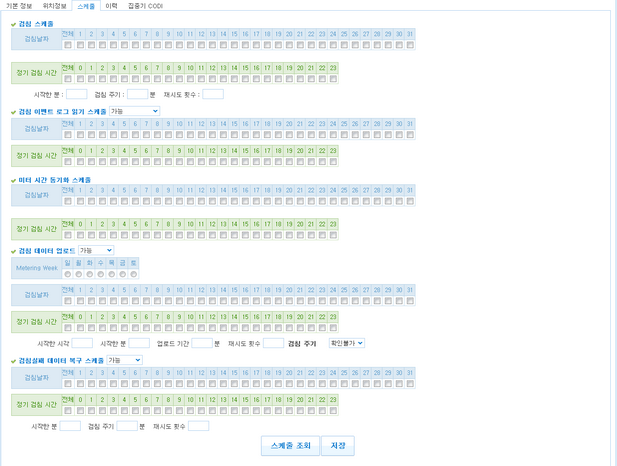 기본 정보 위치정보 스케줄 이력 집중기 CODI
검침 스케줄
검침날짜 전체 1 2 3 4 5 6 7 8 9 10 11 12 13 14 15 16 17 18 19 20 21 22 23 24 25 26 27 28 29 30 31
정기 검침 시간 전체 0 1 2 3 4 5 6 7 8 9 10 11 12 13 14 15 16 17 18 19 20 21 22 23
시작한 분 : 검침 주기 : 분 재시도 횟수 :
검침 이벤트 로그 읽기 스케줄 가능
검침날짜 전체 1 2 3 4 5 6 7 8 9 10 11 12 13 14 15 16 17 18 19 20 21 22 23 24 25 26 27 28 29 30 31
정기 검침 시간 전체 0 1 2 3 4 5 6 7 8 9 10 11 12 13 14 15 16 17 18 19 20 21 22 23
미터 시간 동기화 스케줄
검침날짜 전체 1 2 3 4 5 6 7 8 9 10 11 12 13 14 15 16 17 18 19 20 21 22 23 24 25 26 27 28 29 30 31
정기 검침 시간 전체 0 1 2 3 4 5 6 7 8 9 10 11 12 13 14 15 16 17 18 19 20 21 22 23
검침 데이터 업로드 가능
Metering Week 일 월 화 수 목 금 토
검침날짜 전체 1 2 3 4 5 6 7 8 9 10 11 12 13 14 15 16 17 18 19 20 21 22 23 24 25 26 27 28 29 30 31
정기 검침 시간 전체 0 1 2 3 4 5 6 7 8 9 10 11 12 13 14 15 16 17 18 19 20 21 22 23
시작한 시각 시작한 분 업로드 기간 분 재시도 횟수 검침 주기 확인불가
검침실패 데이터 복구 스케줄 가능
검침날짜 전체 1 2 3 4 5 6 7 8 9 10 11 12 13 14 15 16 17 18 19 20 21 22 23 24 25 26 27 28 29 30 31
정기 검침 시간 전체 0 1 2 3 4 5 6 7 8 9 10 11 12 13 14 15 16 17 18 19 20 21 22 23
시작한 분 검침 주기 분 재시도 횟수
스케줄 조회 저장